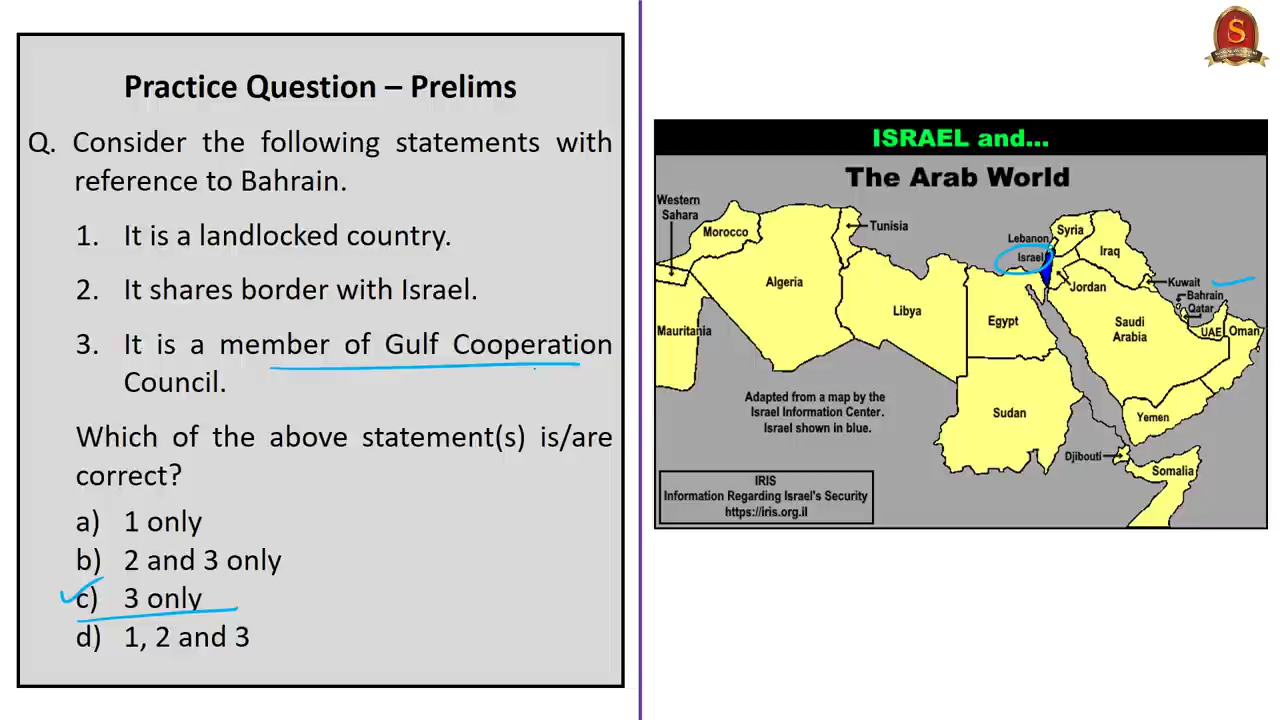 Practice Question – Prelims
Q. Consider the following statements with
reference to Bahrain.
1. It is a landlocked country.
2. It shares border with Israel.
3. It is a member of Gulf Cooperation
Council.
Which of the above statement(s) is/are
correct?
a) 1 only
b) 2 and 3 only
c) 3 only
d) 1, 2 and 3
S
ISRAEL and...
The Arab World
Western
Sahara
Morocco
Tunisia
Algeria
Libya
Mauritania
Egypt
Sudan
Lebanon
Israel
Syria
Iraq
Jordan
Kuwait
Bahrain
Qatar
Saudi
Arabia
UAE
Oman
Yemen
Djibouti
Somalia
Adapted from a map by the
Israel Information Center.
Israel shown in blue.
IRIS
Information Regarding Israel's Security
https://iris.org.il